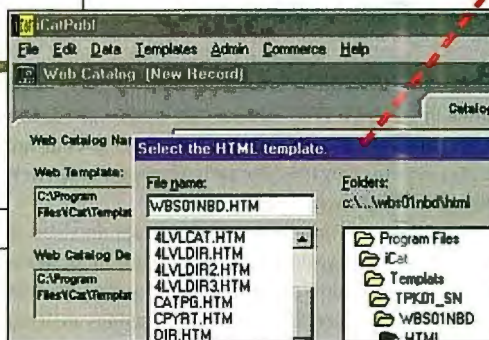 iCatPubl
File Edit Data Templates Admin Commerce Help
Web Catalog [New Record]
Catalog
Web Catalog Na
Select the HTML template.
Web Template:
C:\Program
Files\iCat\Templat
File name:
WBS01NBD.HTM
Folders:
c:\...\wbs01nbd\html
4LVLCAT.HTM
4LVLDIR.HTM
4LVLDIR2.HTM
4LVLDIR3.HTM
CATPG.HTM
CPYRT.HTM
DIR.HTM
Program Files
iCat
Templats
TPK01_SN
WBS01NBD
HTML
Web Catalog De
C:\Program
Files\iCat\Templat